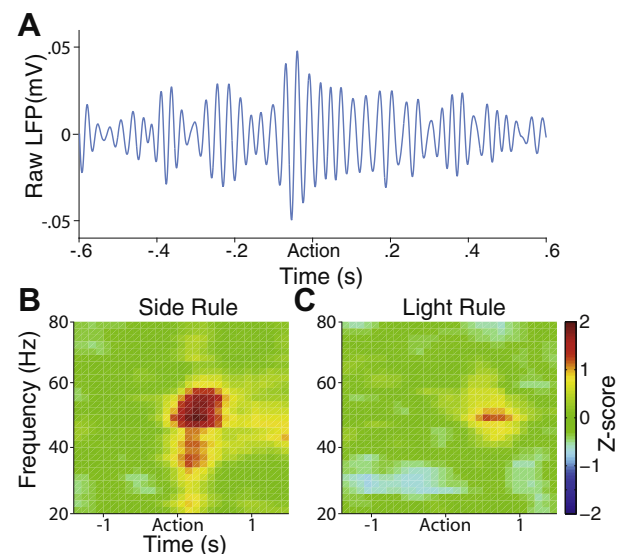 A
Raw LFP(mV)
.05
0
-.05
-.6 -.4 -.2 Action .2 .4 .6
Time (s)
B Side Rule
C Light Rule
Frequency (Hz)
80
60
40
20
-1 Action 1
Time (s)
80
60
40
20
-1 Action 1
2
1
0
-1
-2
Z-score